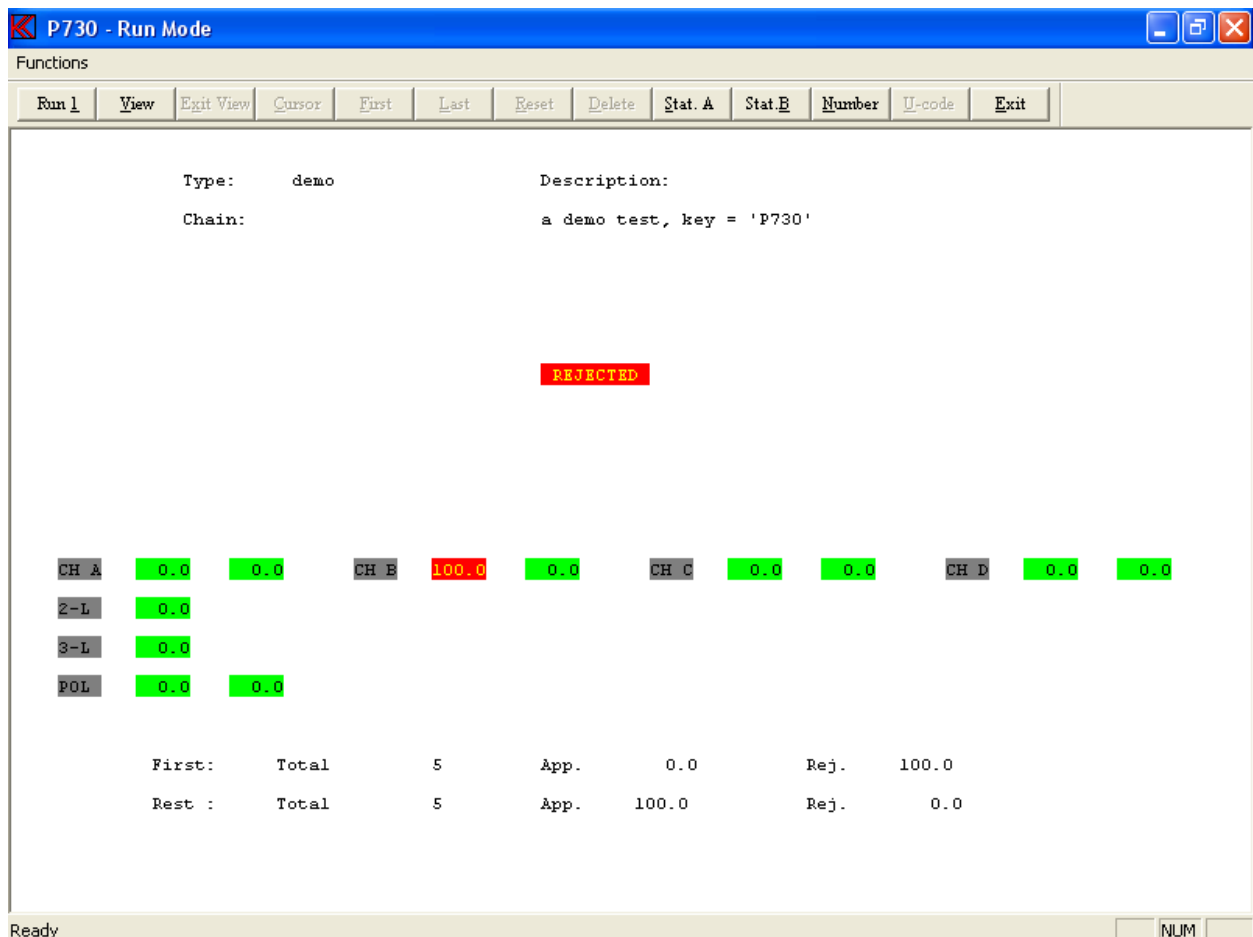 P730 - Run Mode
Functions
Run 1 View Exit View Cursor First Last Reset Delete Stat. A Stat.B Number U-code Exit
Type: demo Description:
Chain: a demo test, key = 'P730'
REJECTED
CH A 0.0 0.0 CH B 100.0 0.0 CH C 0.0 0.0 CH D 0.0 0.0
2-L 0.0
3-L 0.0
POL 0.0 0.0
First: Total 5 App. 0.0 Rej. 100.0
Rest : Total 5 App. 100.0 Rej. 0.0
Ready NUM